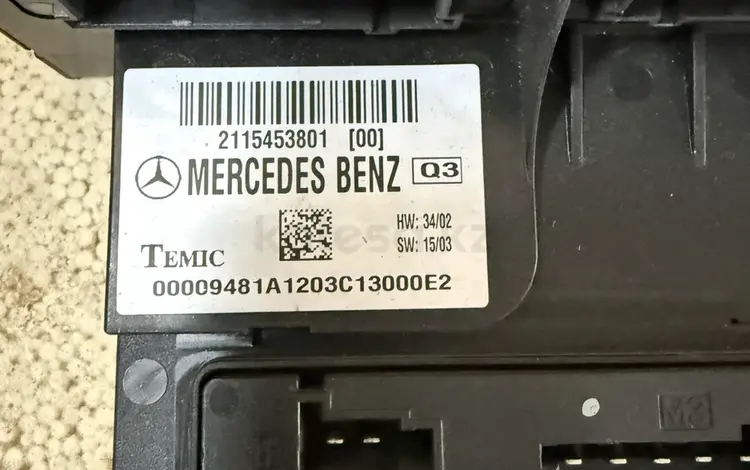 2115453801 [00]
MERCEDES BENZ Q3
HW: 34/02
SW: 15/03
TEMIC
00009481A1203C13000E2